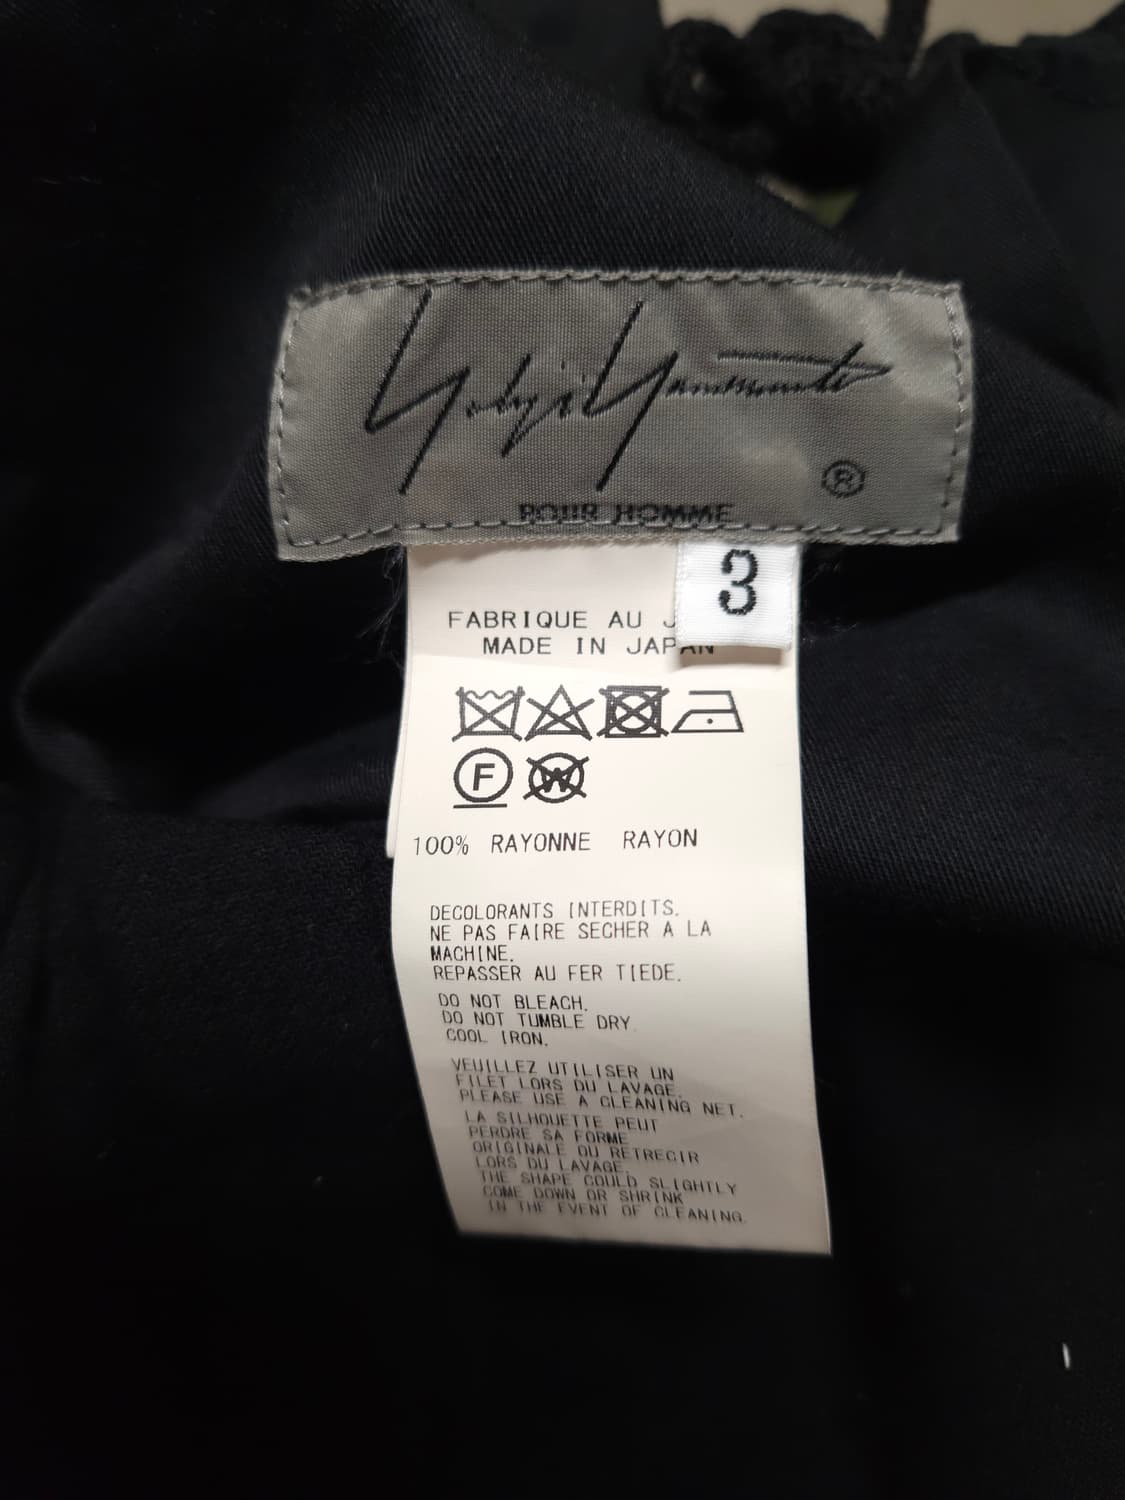 Yohji Yamamoto
®
POUR HOMME
3
FABRIQUE AU J
MADE IN JAPAN
F
W
100% RAYONNE RAYON
DECOLORANTS INTERDITS.
NE PAS FAIRE SECHER A LA
MACHINE.
REPASSER AU FER TIEDE.
DO NOT BLEACH.
DO NOT TUMBLE DRY
COOL IRON.
VEUILLEZ UTILISER UN
FILET LORS DU LAVAGE.
PLEASE USE A CLEANING NET.
LA SILHOUETTE PEUT
PERDRE SA FORME
ORIGINALE OU RETRECIR
LORS DU LAVAGE.
THE SHAPE COULD SLIGHTLY
COME DOWN OR SHRINK
IN THE EVENT OF CLEANING.